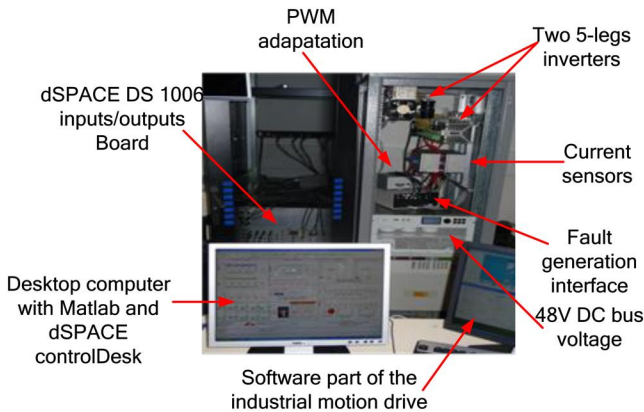 PWM
adapatation
Two 5-legs
inverters
dSPACE DS 1006
inputs/outputs
Board
Current
sensors
Fault
generation
interface
Desktop computer
with Matlab and
dSPACE
controlDesk
48V DC bus
voltage
Software part of the
industrial motion drive